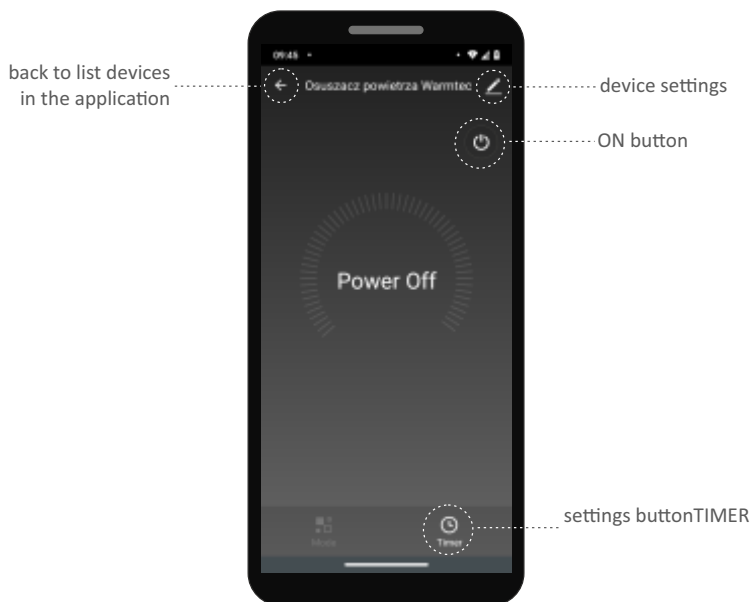 09:45
back to list devices
in the application
Osuszacz powietrza Warmtec
device settings
ON button
Power Off
settings buttonTIMER
Mode
Timer